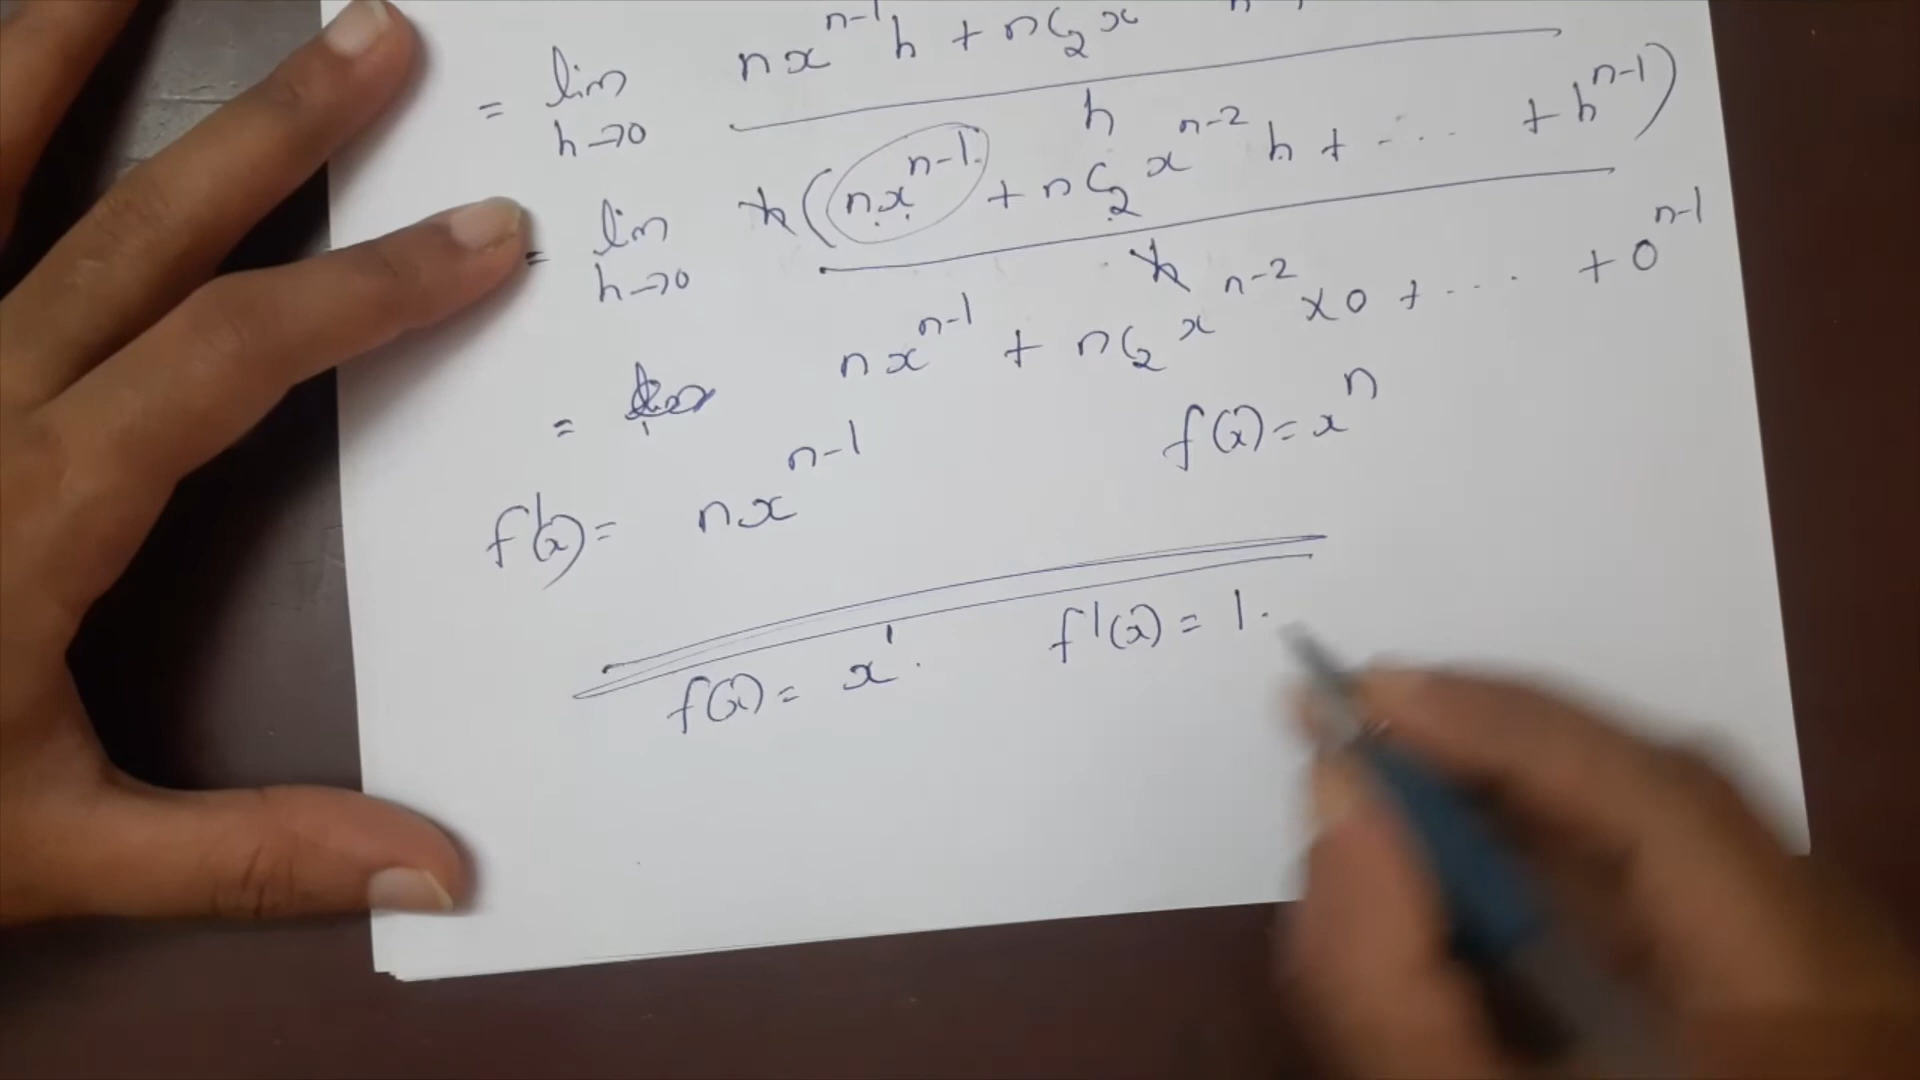 = lim h→0 nx^{n-1} h + nC₂ x
h
= lim h→0 h(nx^{n-1} + nC₂ x^{n-2} h + ---- + h^{n-1})
h
= nx^{n-1} + nC₂ x^{n-2} x0 + ---- + 0^{n-1}
f(x) = x^n
f'(x) = nx^{n-1}
f(x) = x^1. f'(x) = 1.